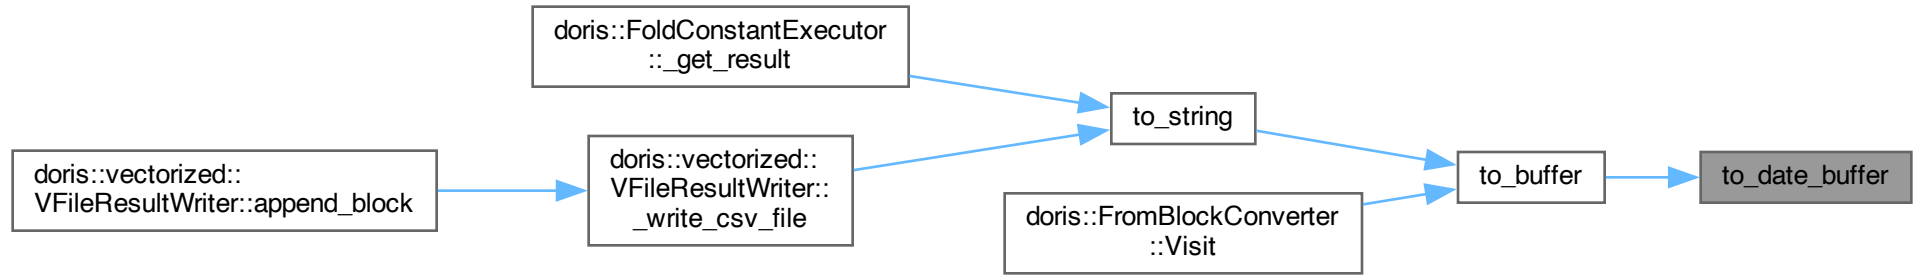 doris::FoldConstantExecutor
::_get_result
to_string
doris::vectorized::
VFileResultWriter::append_block
doris::vectorized::
VFileResultWriter::
_write_csv_file
to_buffer
to_date_buffer
doris::FromBlockConverter
::Visit